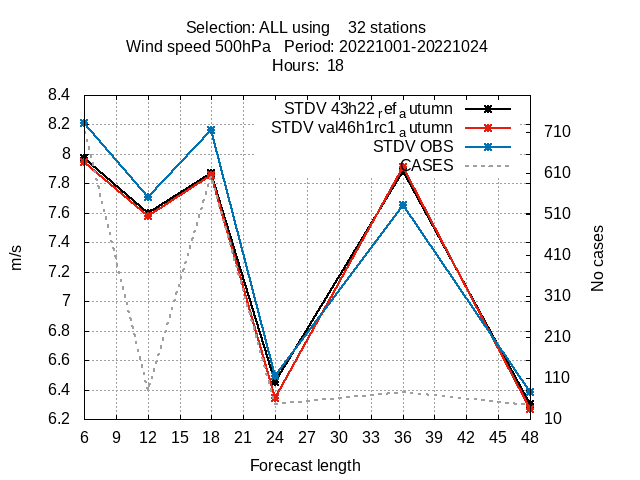 Selection: ALL using    32 stations
Wind speed 500hPa   Period: 20221001-20221024
Hours:  18
STDV 43h22_ref_autumn
STDV val46h1rc1_autumn
STDV OBS
CASES
8.4
8.2
8
7.8
7.6
7.4
7.2
7
6.8
6.6
6.4
6.2
m/s
710
610
510
410
310
210
110
10
No cases
6 9 12 15 18 21 24 27 30 33 36 39 42 45 48
Forecast length